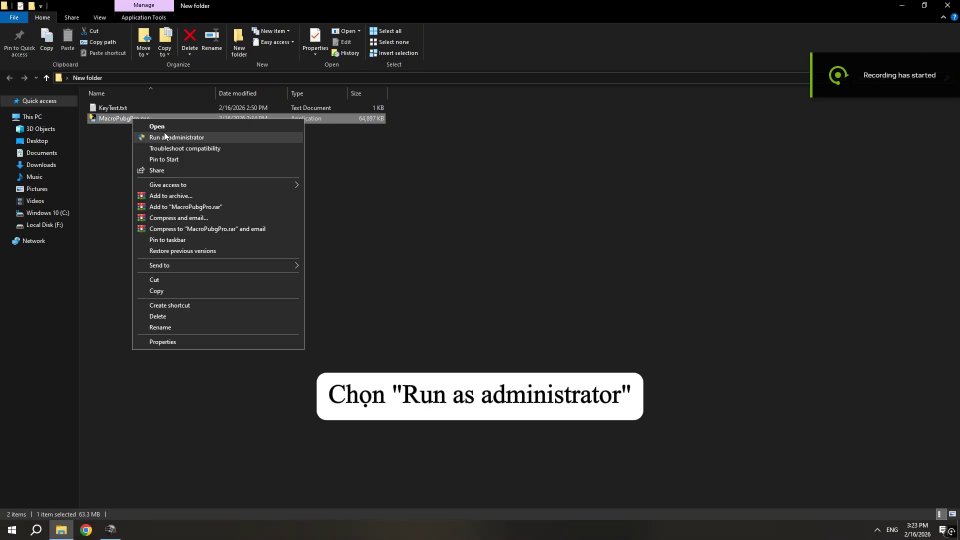 Manage
New folder
File
Home
Share
View
Application Tools
Pin to Quick access
Copy
Paste
Cut
Copy path
Paste shortcut
Clipboard
Move to
Copy to
Delete
Rename
Organize
New folder
New item
Easy access
New
Properties
Open
Edit
History
Open
Select all
Select none
Invert selection
Select
Recording has started
New folder
Quick access
This PC
3D Objects
Desktop
Documents
Downloads
Music
Pictures
Videos
Windows 10 (C:)
Local Disk (F:)
Network
Name
Date modified
Type
Size
KeyTest.txt
2/16/2026 2:50 PM
Text Document
1 KB
Application
64,897 KB
Open
Run as administrator
Troubleshoot compatibility
Pin to Start
Share
Give access to
Add to archive...
Add to "MacroPubgPro.rar"
Compress and email...
Compress to "MacroPubgPro.rar" and email
Pin to taskbar
Restore previous versions
Send to
Cut
Copy
Create shortcut
Delete
Rename
Properties
Chọn "Run as administrator"
2 items
1 item selected 63.3 MB
ENG
3:23 PM
2/16/2026